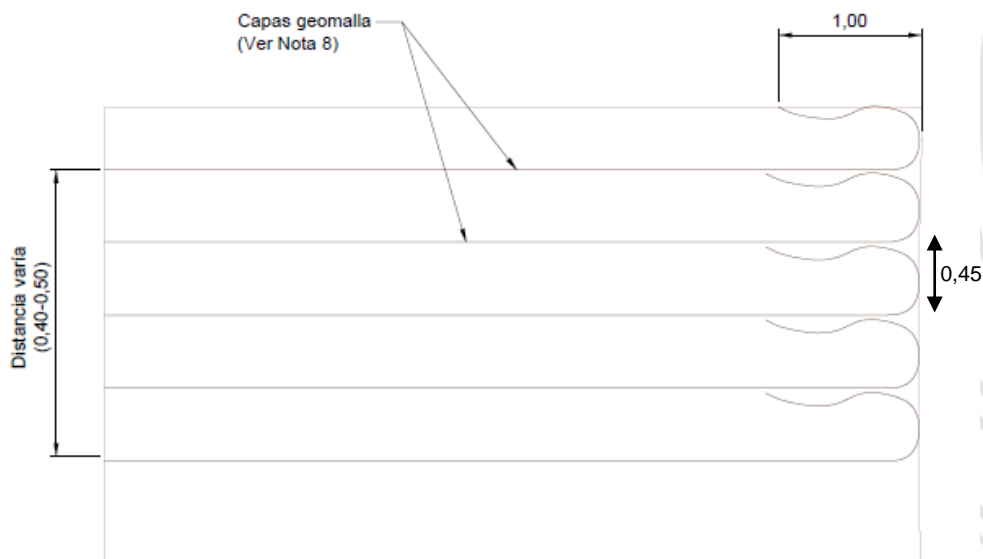 Capas geomalla
(Ver Nota 8)
1,00
0,45
Distancia varía
(0,40-0,50)